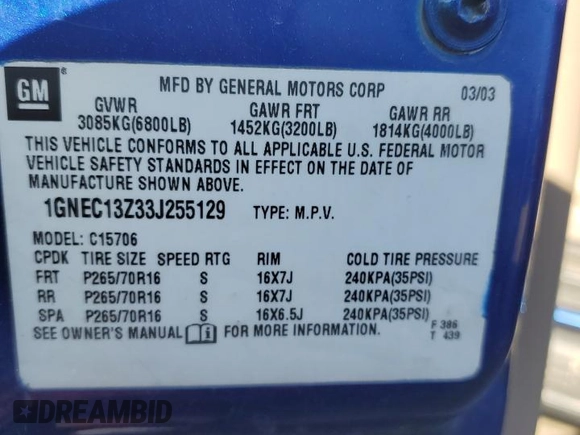 GM ®
MFD BY GENERAL MOTORS CORP 03/03
GVWR GAWR FRT GAWR RR
3085KG(6800LB) 1452KG(3200LB) 1814KG(4000LB)
THIS VEHICLE CONFORMS TO ALL APPLICABLE U.S. FEDERAL MOTOR
VEHICLE SAFETY STANDARDS IN EFFECT ON THE DATE OF
MANUFACTURE SHOWN ABOVE.
1GNEC13Z33J255129 TYPE: M.P.V.
MODEL: C15706
CPDK TIRE SIZE SPEED RTG RIM COLD TIRE PRESSURE
FRT P265/70R16 S 16X7J 240KPA(35PSI)
RR P265/70R16 S 16X7J 240KPA(35PSI)
SPA P265/70R16 S 16X6.5J 240KPA(35PSI)
SEE OWNER'S MANUAL i FOR MORE INFORMATION. F 386
T 439
DREAMBID